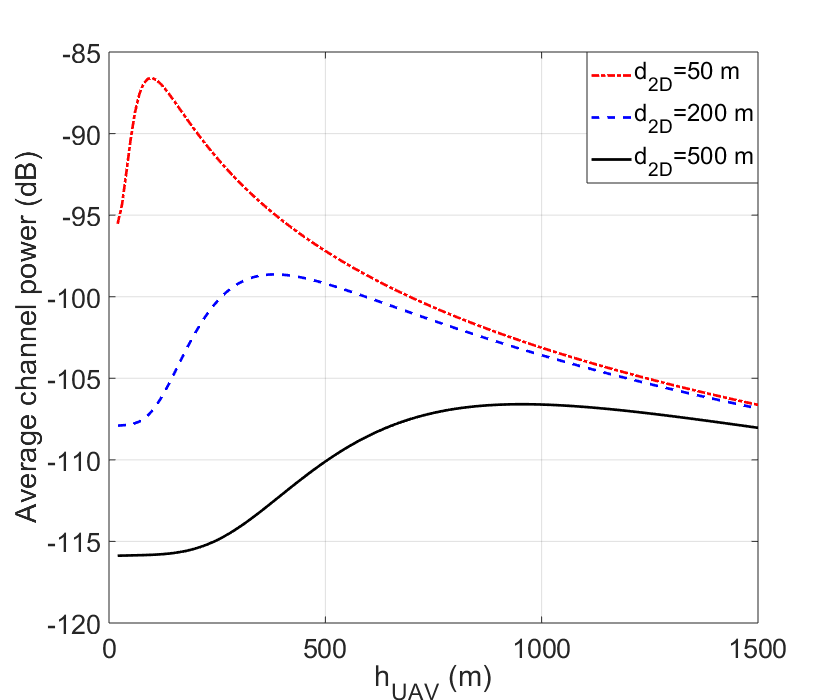 -85
-90
-95
-100
-105
-110
-115
-120
Average channel power (dB)
d2D=50 m
d2D=200 m
d2D=500 m
0 500 1000 1500
hUAV (m)